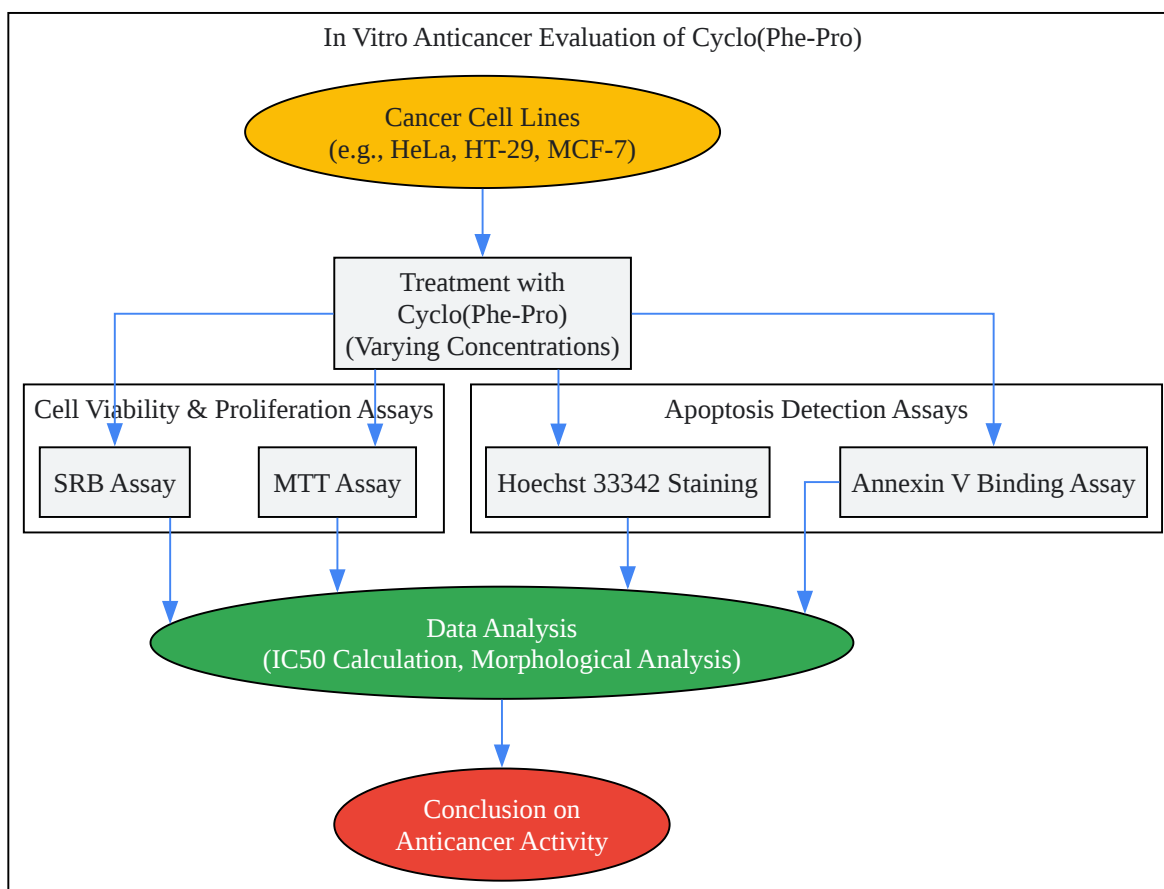 In Vitro Anticancer Evaluation of Cyclo(Phe-Pro)
Cancer Cell Lines
(e.g., HeLa, HT-29, MCF-7)
Treatment with
Cyclo(Phe-Pro)
(Varying Concentrations)
Cell Viability & Proliferation Assays
Apoptosis Detection Assays
SRB Assay
MTT Assay
Hoechst 33342 Staining
Annexin V Binding Assay
Data Analysis
(IC50 Calculation, Morphological Analysis)
Conclusion on
Anticancer Activity